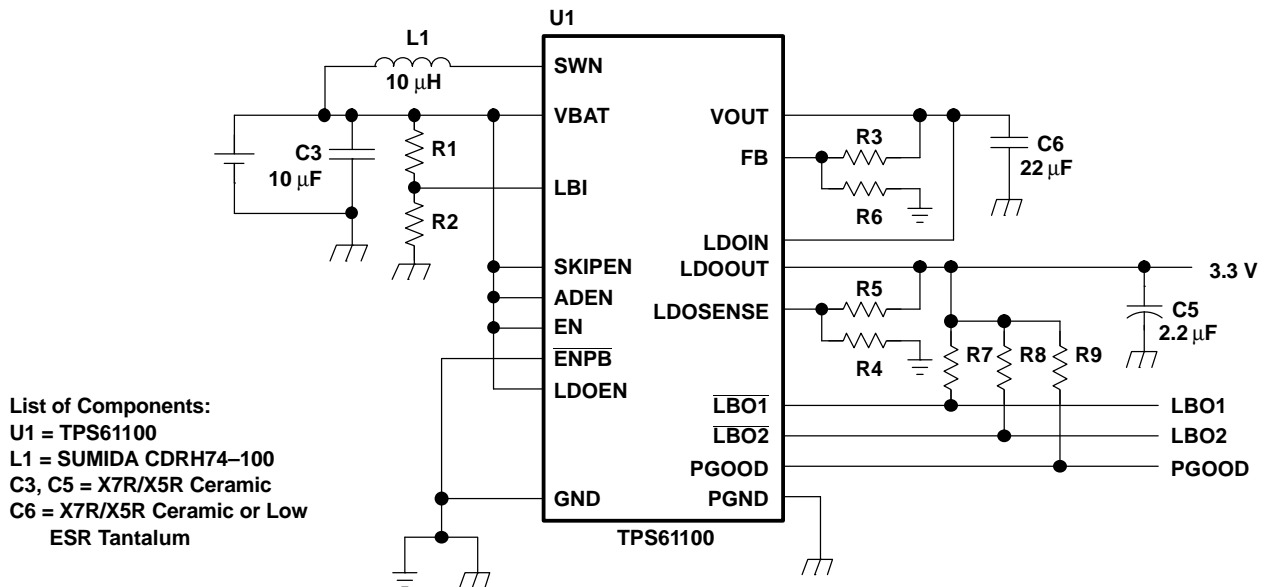 U1
L1
10 µH
SWN
VBAT
VOUT
C3
10 µF
R1
R3
FB
C6
22 µF
LBI
R2
R6
LDOIN
SKIPEN
LDOOUT
3.3 V
ADEN
R5
LDOSENSE
C5
2.2 µF
EN
ENPB
R4
R7
R8
R9
LDOEN
LBO1
LBO1
LBO2
LBO2
PGOOD
PGOOD
GND
PGND
TPS61100
List of Components:
U1 = TPS61100
L1 = SUMIDA CDRH74–100
C3, C5 = X7R/X5R Ceramic
C6 = X7R/X5R Ceramic or Low
ESR Tantalum